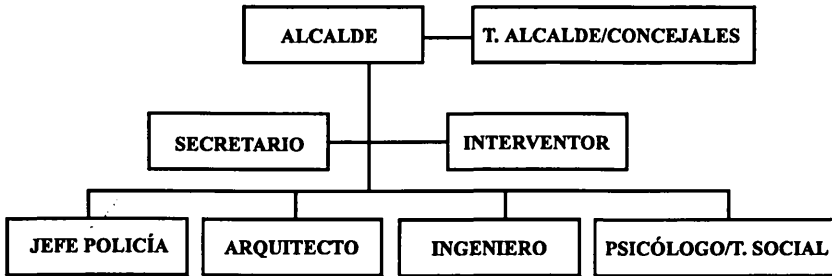 ALCALDE
T. ALCALDE/CONCEJALES
SECRETARIO
INTERVENTOR
JEFE POLICÍA
ARQUITECTO
INGENIERO
PSICÓLOGO/T. SOCIAL